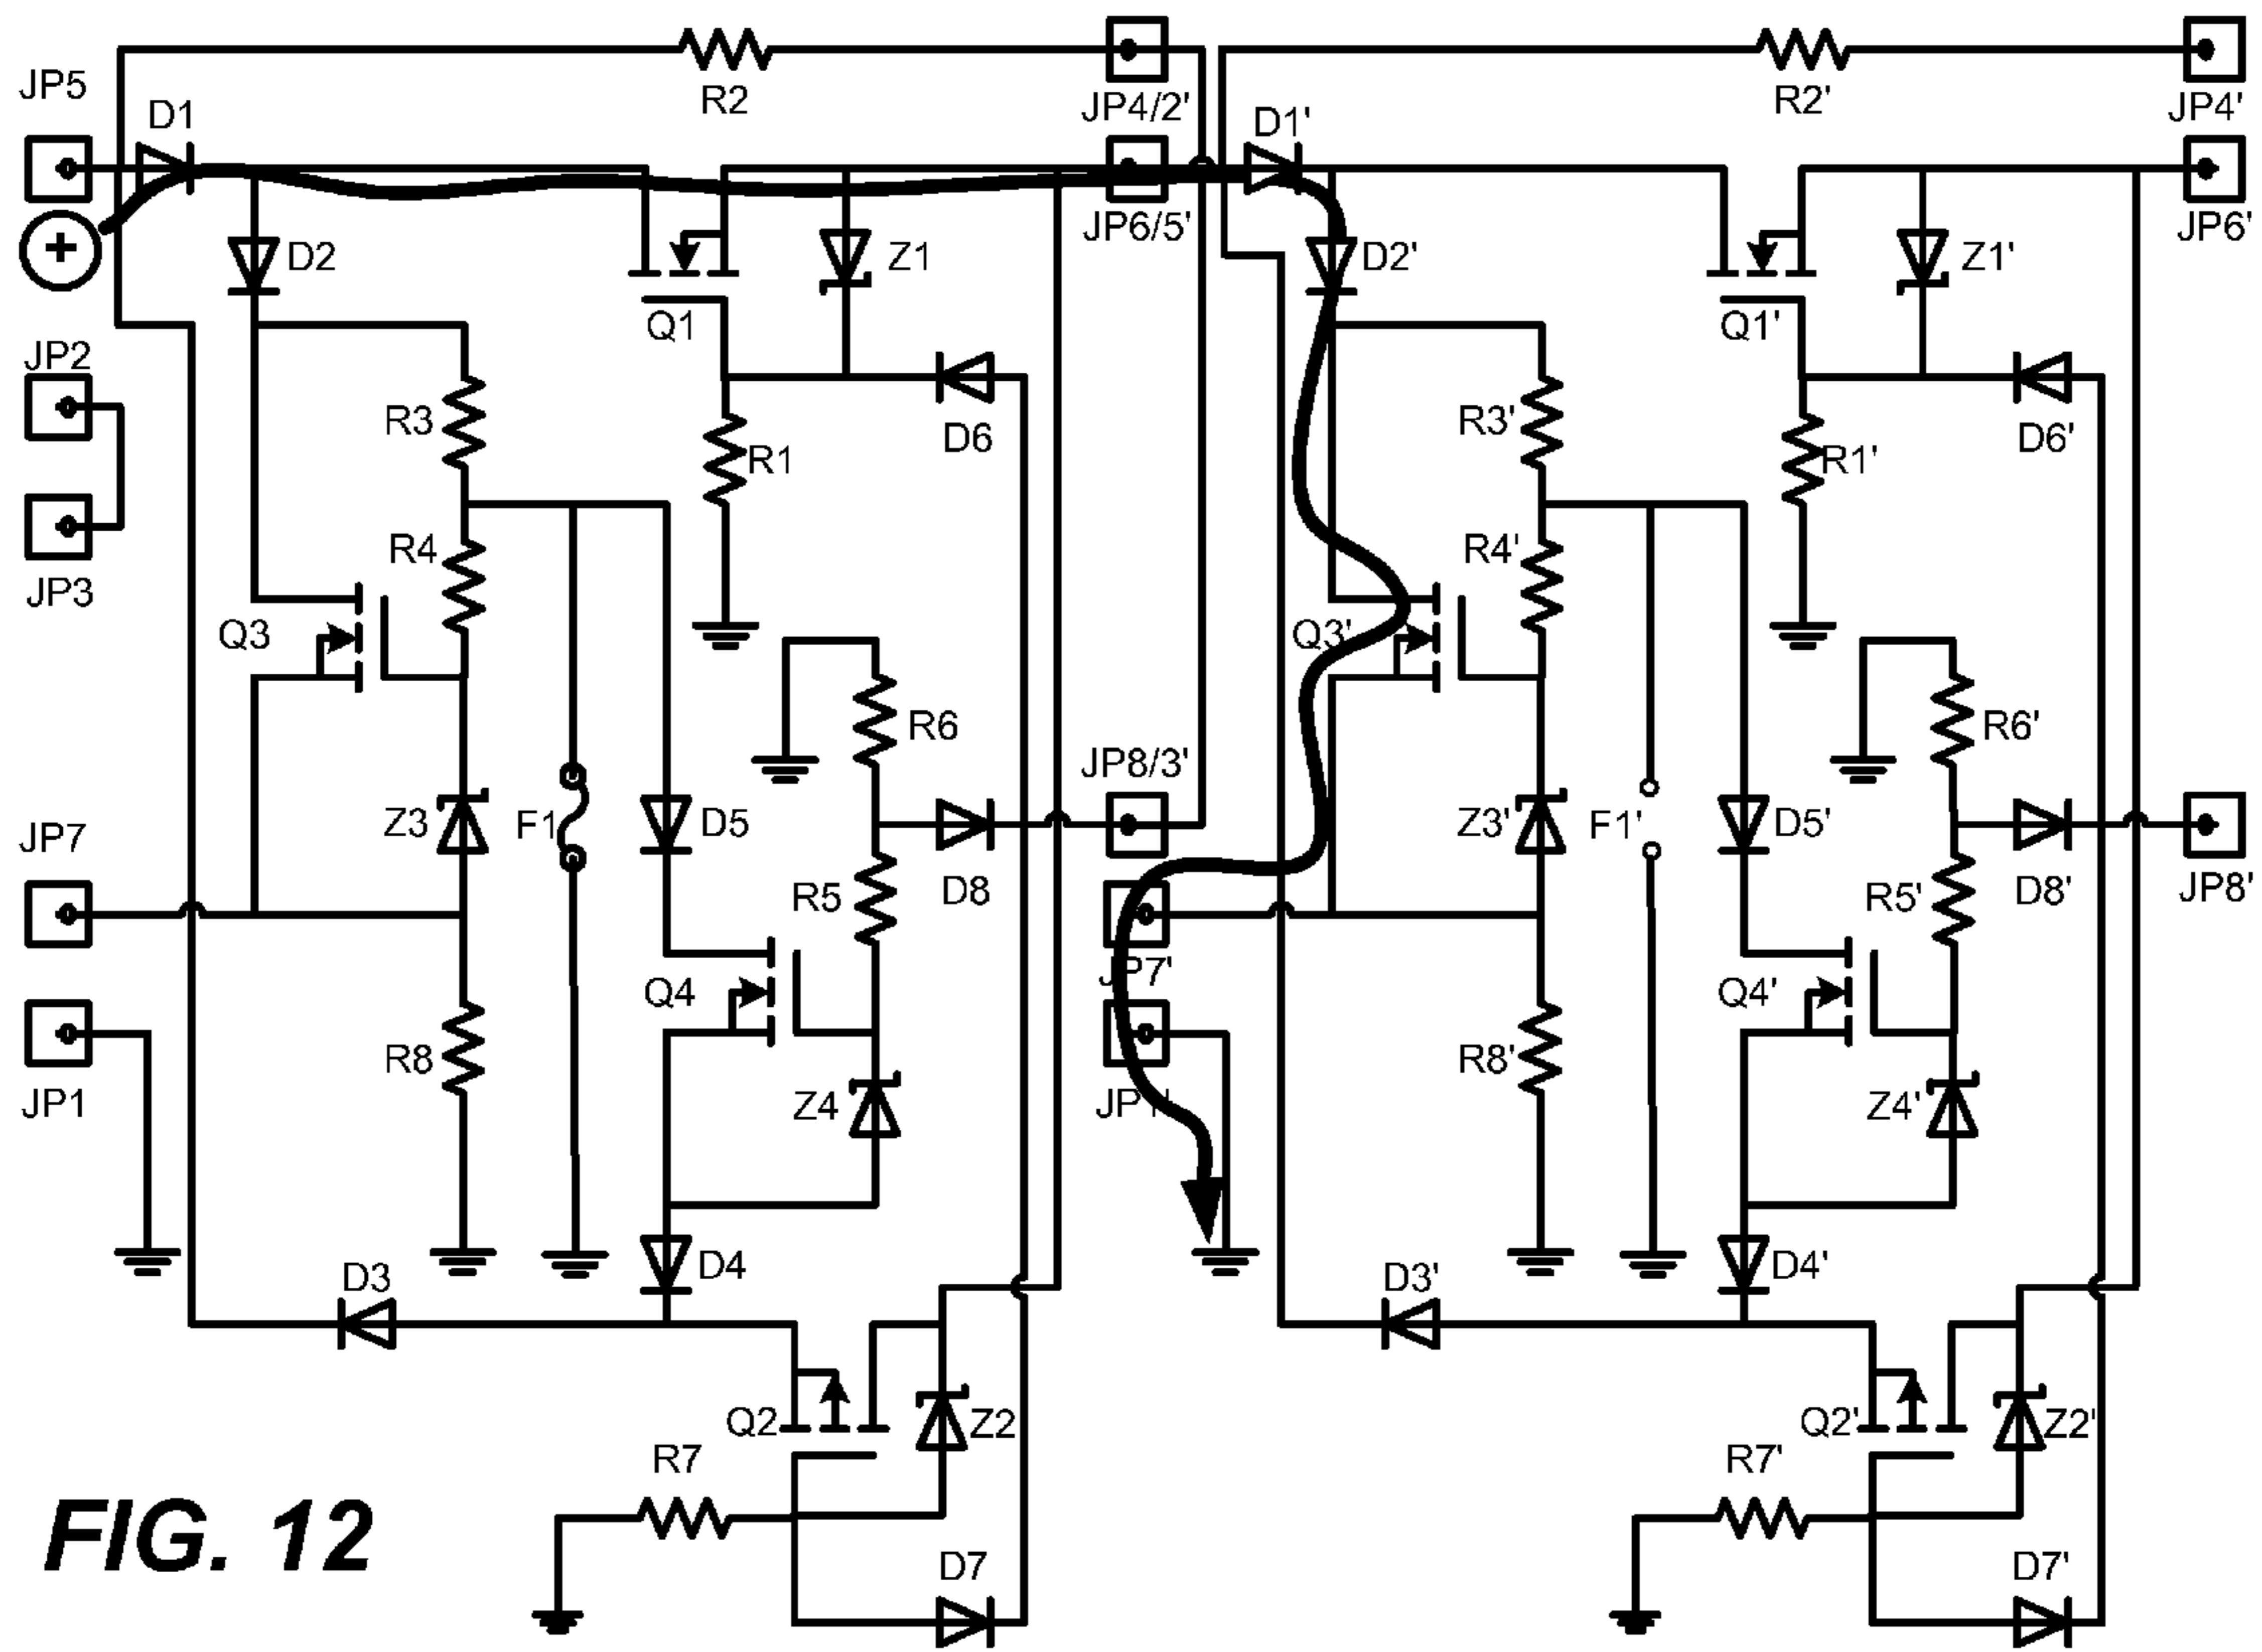 JP5
D1
R2
JP4/2'
D1'
R2'
JP4'
+
D2
Q1
Z1
JP6/5'
D2'
Q1'
Z1'
JP6'
JP2
R3
R1
D6
R3'
R1'
D6'
JP3
R4
R4'
Q3
Q3'
R6
R6'
JP7
Z3
F1
D5
JP8/3'
Z3'
F1'
D5'
R5
D8
R5'
D8'
JP8'
JP7'
Q4
Q4'
JP1
R8
Z4
R8'
Z4'
D3
D4
D3'
D4'
Q2
Z2
Q2'
Z2'
R7
R7'
D7
D7'
FIG. 12